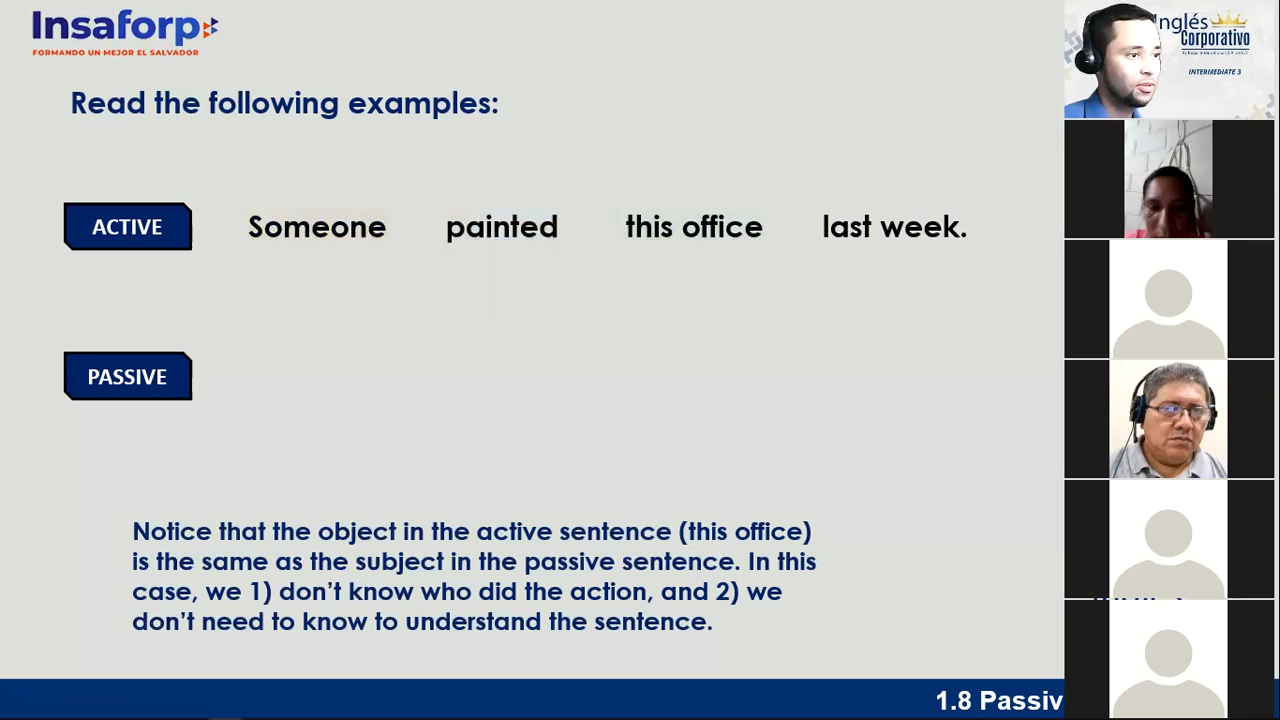 Insaforp
FORMANDO UN MEJOR EL SALVADOR
Read the following examples:
ACTIVE Someone painted this office last week.
PASSIVE
Notice that the object in the active sentence (this office)
is the same as the subject in the passive sentence. In this
case, we 1) don’t know who did the action, and 2) we
don’t need to know to understand the sentence.
1.8 Passiv
Inglés
Corporativo
INTERMEDIATE 3